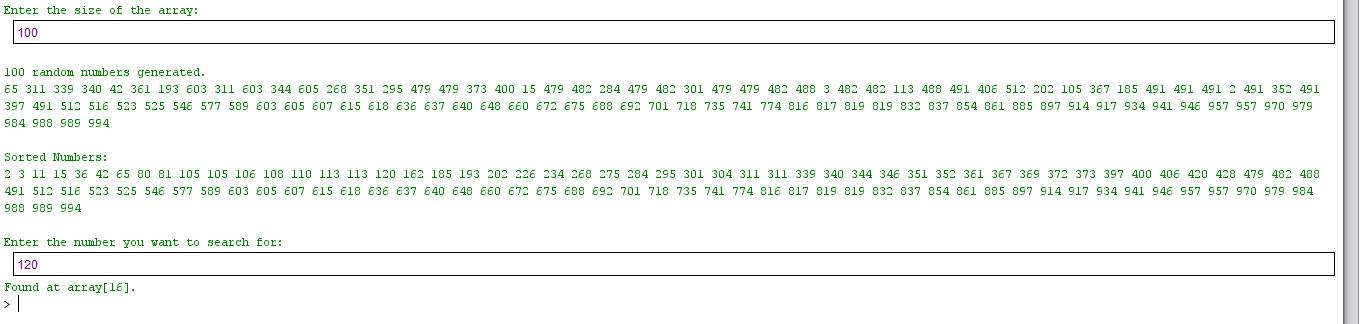 Enter the size of the array:
100
100 random numbers generated.
65 311 339 340 42 361 193 603 311 603 344 605 268 351 295 479 479 373 400 15 479 482 284 479 482 301 479 479 482 488 3 482 482 113 488 491 406 512 202 105 367 185 491 491 491 2 491 352 491
397 491 512 516 523 525 546 577 589 603 605 607 615 618 636 637 640 648 660 672 675 688 692 701 718 735 741 774 816 817 819 819 832 837 854 861 885 897 914 917 934 941 946 957 957 970 979
984 988 989 994
Sorted Numbers:
2 3 11 15 36 42 65 80 81 105 105 106 108 110 113 113 120 162 185 193 202 226 234 268 275 284 295 301 304 311 311 339 340 344 346 351 352 361 367 369 372 373 397 400 406 420 428 479 482 488
491 512 516 523 525 546 577 589 603 605 607 615 618 636 637 640 648 660 672 675 688 692 701 718 735 741 774 816 817 819 819 832 837 854 861 885 897 914 917 934 941 946 957 957 970 979 984
988 989 994
Enter the number you want to search for:
120
Found at array[16].
>